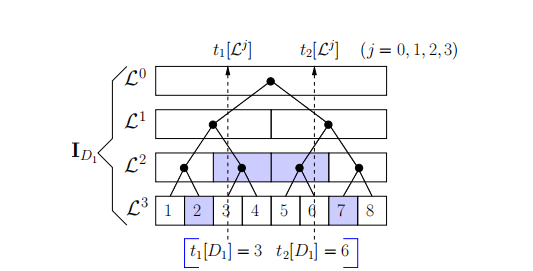 t₁[𝓛ʲ] t₂[𝓛ʲ] (j = 0, 1, 2, 3)
𝓛⁰
𝓛¹
I_{D₁}
𝓛²
𝓛³ 1 2 3 4 5 6 7 8
t₁[D₁] = 3 t₂[D₁] = 6